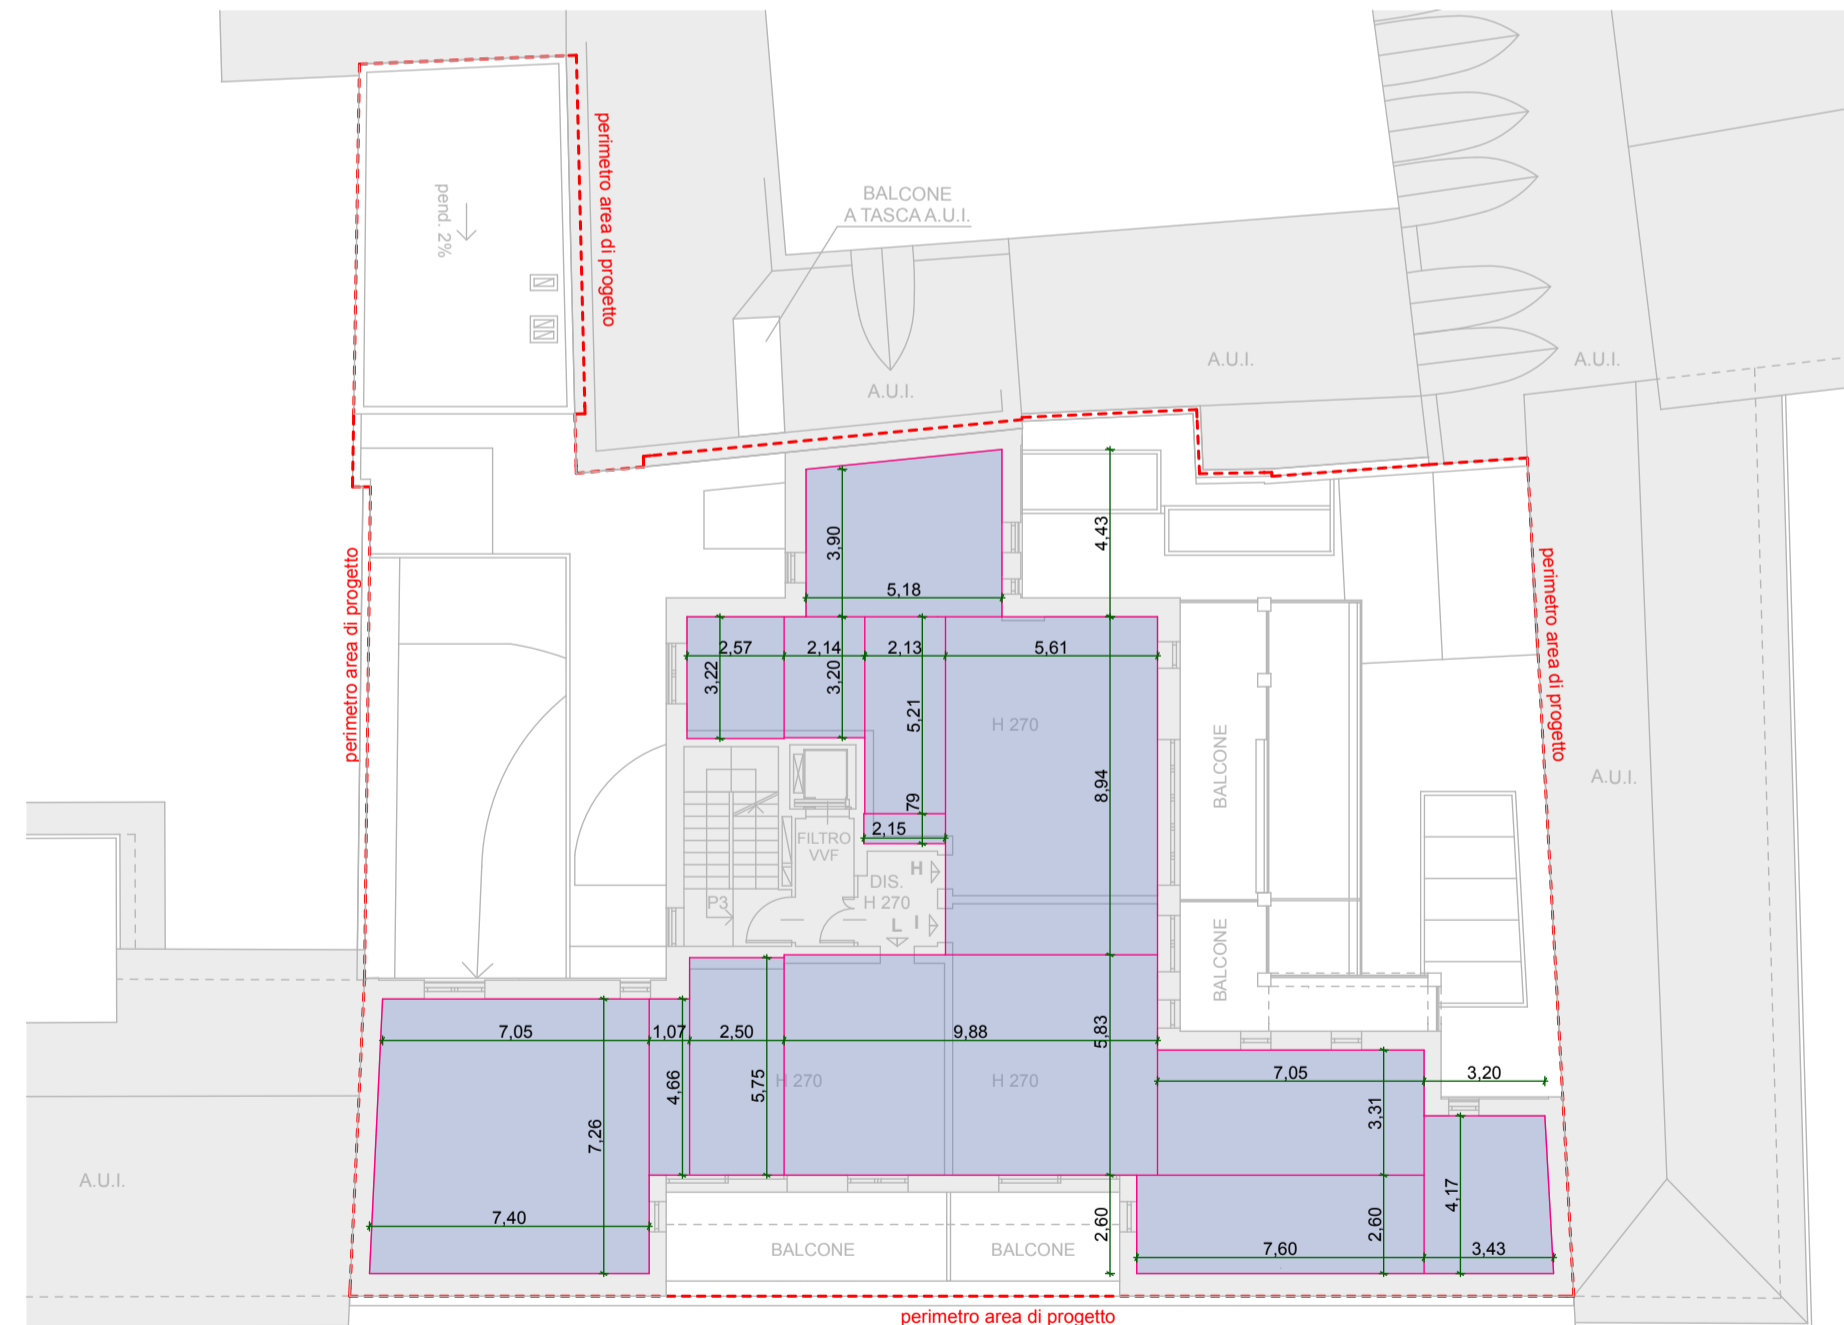 perimetro area di progetto
pend. 2%
BALCONE
A TASCA A.U.I.
A.U.I.
A.U.I.
A.U.I.
perimetro area di progetto
perimetro area di progetto
3,90
4,43
5,18
2,57
2,14
2,13
5,61
3,22
3,20
5,21
H 270
8,94
BALCONE
A.U.I.
79
2,15
FILTRO
VVF
H
DIS.
H 270
P3
L
I
BALCONE
7,05
1,07
2,50
9,88
5,83
4,66
5,75
H 270
H 270
7,05
3,20
3,31
7,26
A.U.I.
4,17
7,40
2,60
2,60
BALCONE
BALCONE
7,60
3,43
perimetro area di progetto